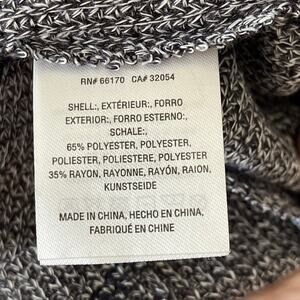 RN# 66170 CA# 32054
SHELL:, EXTÉRIEUR:, FORRO
EXTERIOR:, FORRO ESTERNO:,
SCHALE:,
65% POLYESTER, POLYESTER,
POLIESTER, POLIESTERE, POLYESTER
35% RAYON, RAYONNE, RAYÓN, RAION,
KUNSTSEIDE
MADE IN CHINA, HECHO EN CHINA,
FABRIQUÉ EN CHINE